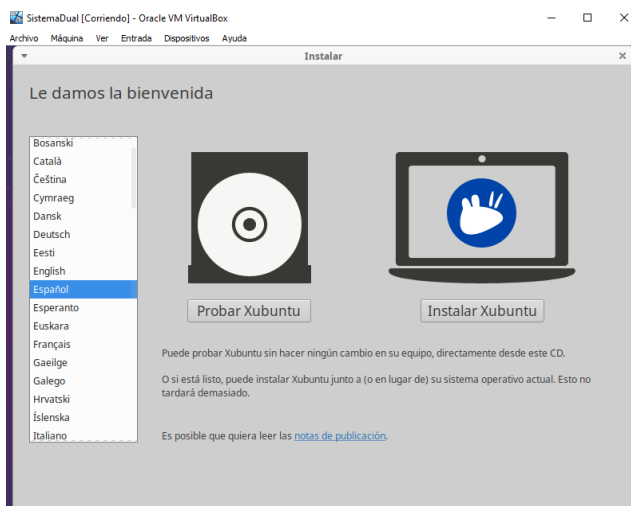 SistemaDual [Corriendo] - Oracle VM VirtualBox
Archivo Máquina Ver Entrada Dispositivos Ayuda
Instalar
Le damos la bienvenida
Bosanski
Català
Čeština
Cymraeg
Dansk
Deutsch
Eesti
English
Español
Esperanto
Euskara
Français
Gaeilge
Galego
Hrvatski
Íslenska
Italiano
Probar Xubuntu
Instalar Xubuntu
Puede probar Xubuntu sin hacer ningún cambio en su equipo, directamente desde este CD.
O si está listo, puede instalar Xubuntu junto a (o en lugar de) su sistema operativo actual. Esto no
tardará demasiado.
Es posible que quiera leer las notas de publicación.